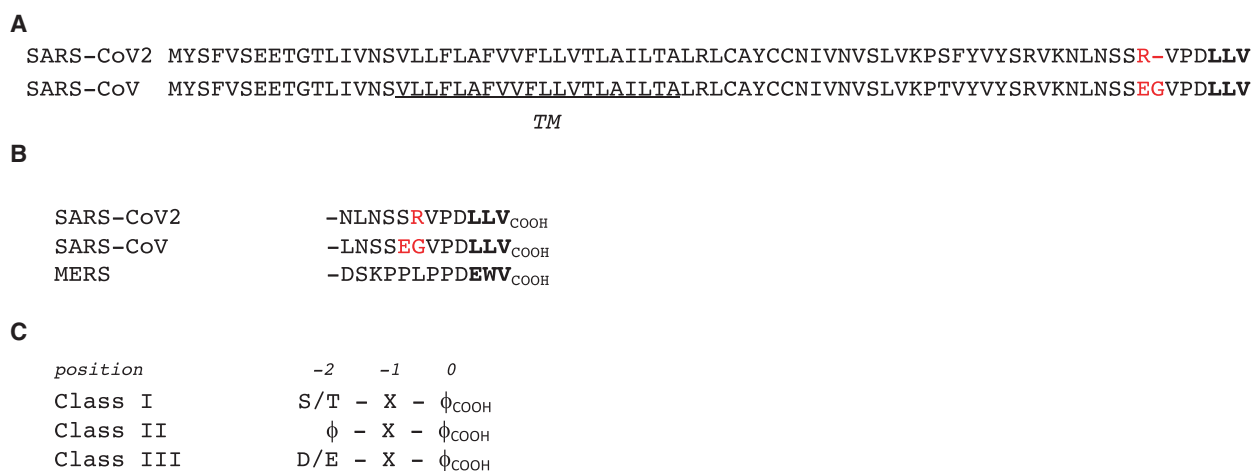 A
SARS-CoV2 MYSFVSEETGTLIVNSVLLFLAFVVFLLVTLAILTALRLCAYCCNIVNVSLVKPSFYVYSRVKNLNSSR-VPDLLV
SARS-CoV MYSFVSEETGTLIVNSVLLFLAFVVFLLVTLAILTALRLCAYCCNIVNVSLVKPTVYVYSRVKNLNSSEGVPDLLV
TM
B
SARS-CoV2 -NLNSSRVPDLLVCOOH
SARS-CoV -LNSSEGVPDLLVCOOH
MERS -DSKPPLPPDEWVCOOH
C
position -2 -1 0
Class I S/T - X - ϕCOOH
Class II ϕ - X - ϕCOOH
Class III D/E - X - ϕCOOH